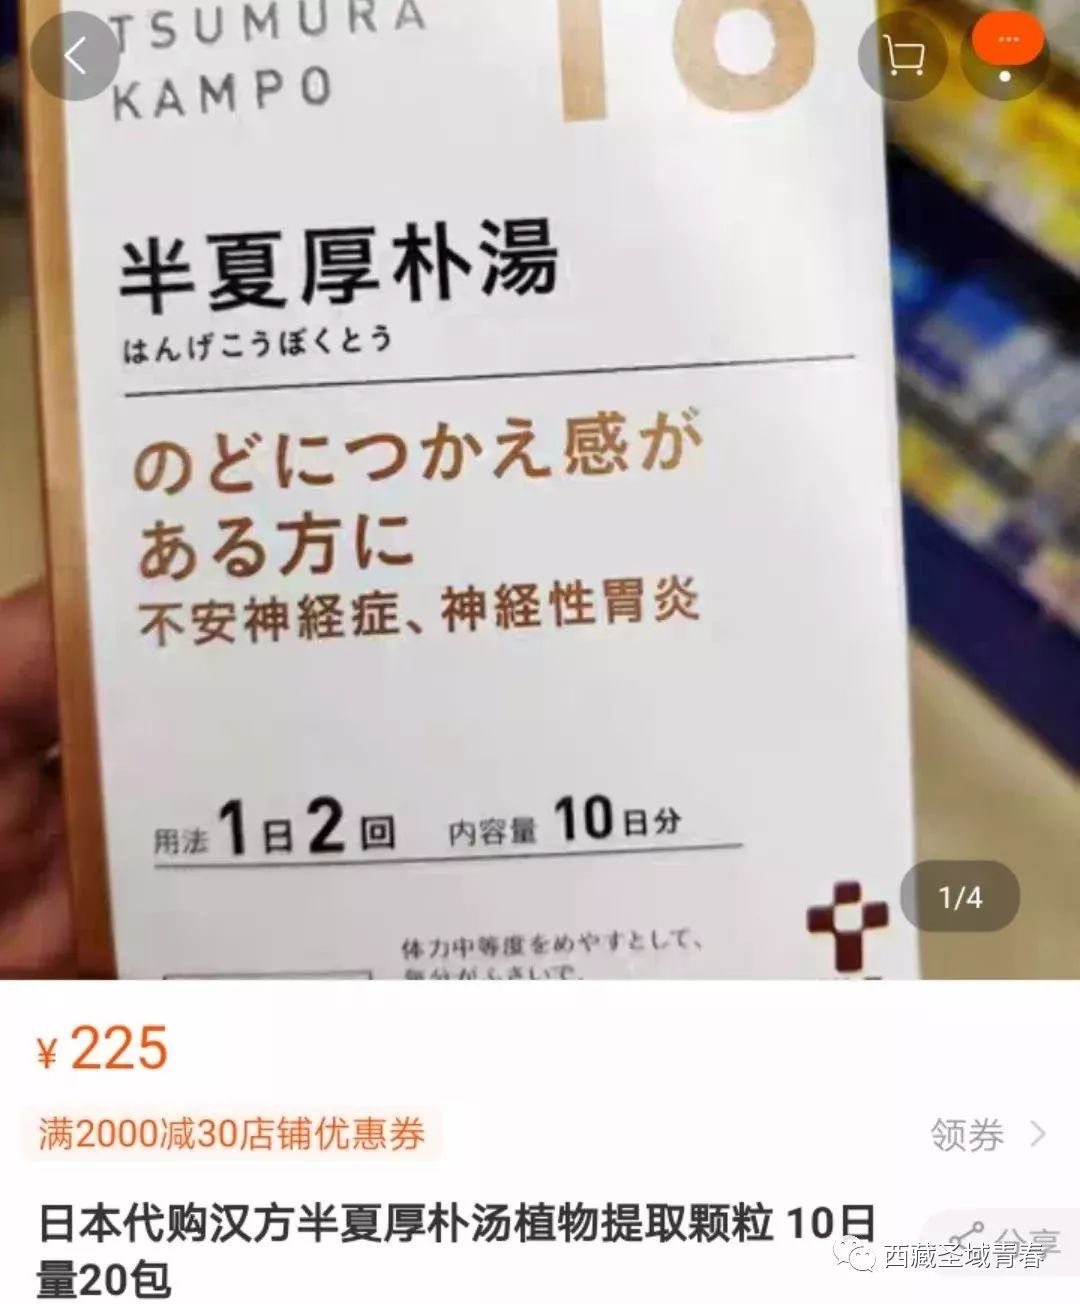 TSUMURA
KAMPO
半夏厚朴湯
はんげこうぼくとう
のどにつかえ感が
ある方に
不安神経症、神経性胃炎
用法 1日2回 内容量 10日分
体力中等度をめやすとして、
1/4
¥225
满2000减30店铺优惠券 领券
日本代购汉方半夏厚朴汤植物提取颗粒 10日
量20包
分享
西藏圣域青春